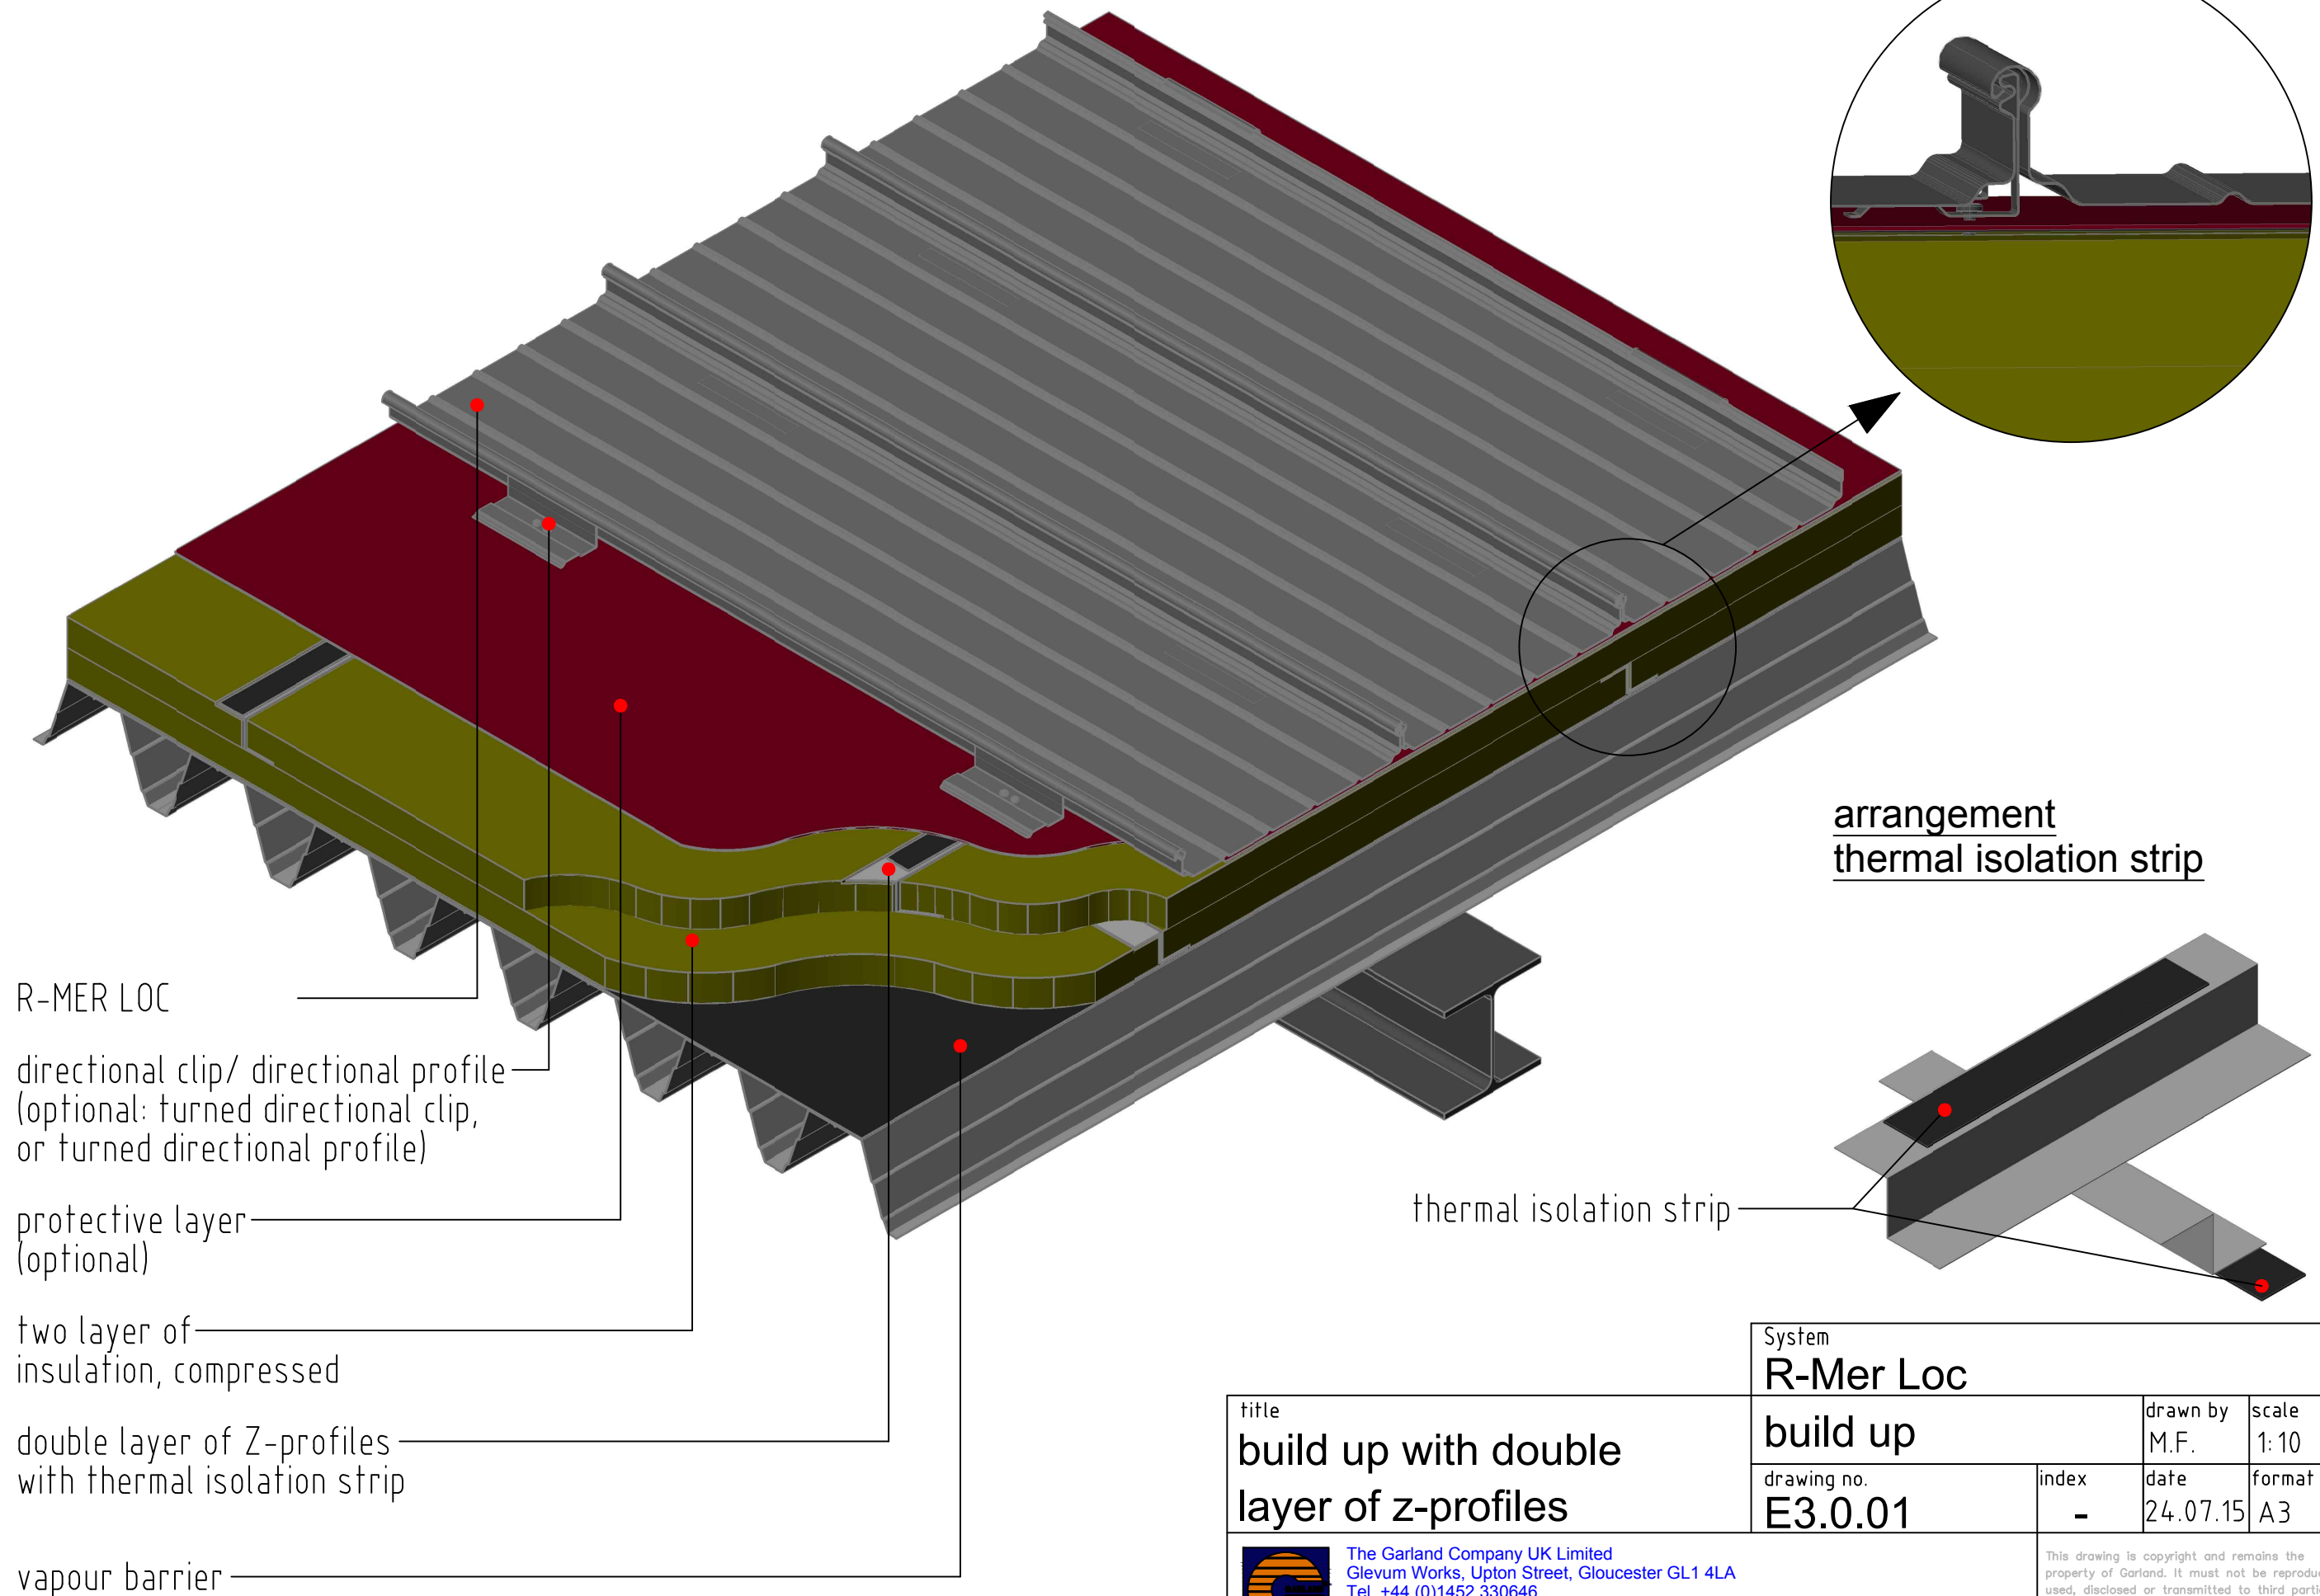 R-MER LOC
directional clip/ directional profile
(optional: turned directional clip,
or turned directional profile)
protective layer
(optional)
two layer of
insulation, compressed
double layer of Z-profiles
with thermal isolation strip
vapour barrier
arrangement
thermal isolation strip
thermal isolation strip
System
R-Mer Loc
title
build up with double
layer of z-profiles
build up
drawn by
M.F.
scale
1:10
drawing no.
E3.0.01
index
-
date
24.07.15
format
A3
The Garland Company UK Limited
Glevum Works, Upton Street, Gloucester GL1 4LA
Tel. +44 (0)1452 330646
This drawing is copyright and remains the
property of Garland. It must not be
used, disclosed or transmitted to third